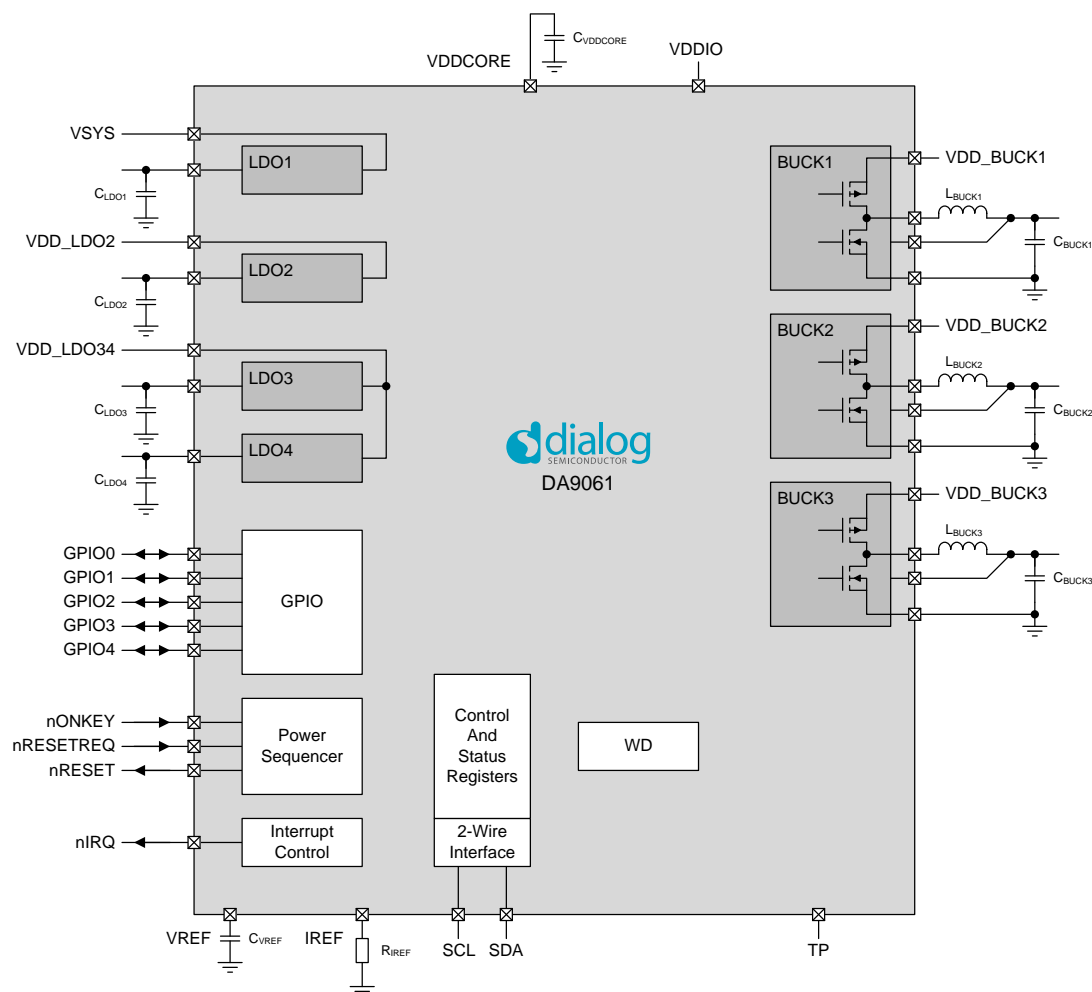 CVDDCORE
VDDCORE
VDDIO
VSYS
LDO1
CLDO1
VDD_LDO2
LDO2
CLDO2
VDD_LDO34
LDO3
CLDO3
LDO4
CLDO4
BUCK1
VDD_BUCK1
LBUCK1
CBUCK1
BUCK2
VDD_BUCK2
LBUCK2
CBUCK2
BUCK3
VDD_BUCK3
LBUCK3
CBUCK3
dialog
SEMICONDUCTOR
DA9061
GPIO0
GPIO1
GPIO2
GPIO3
GPIO4
GPIO
nONKEY
nRESETREQ
nRESET
Power
Sequencer
nIRQ
Interrupt
Control
Control
And
Status
Registers
2-Wire
Interface
WD
VREF
CVREF
IREF
RIREF
SCL
SDA
TP